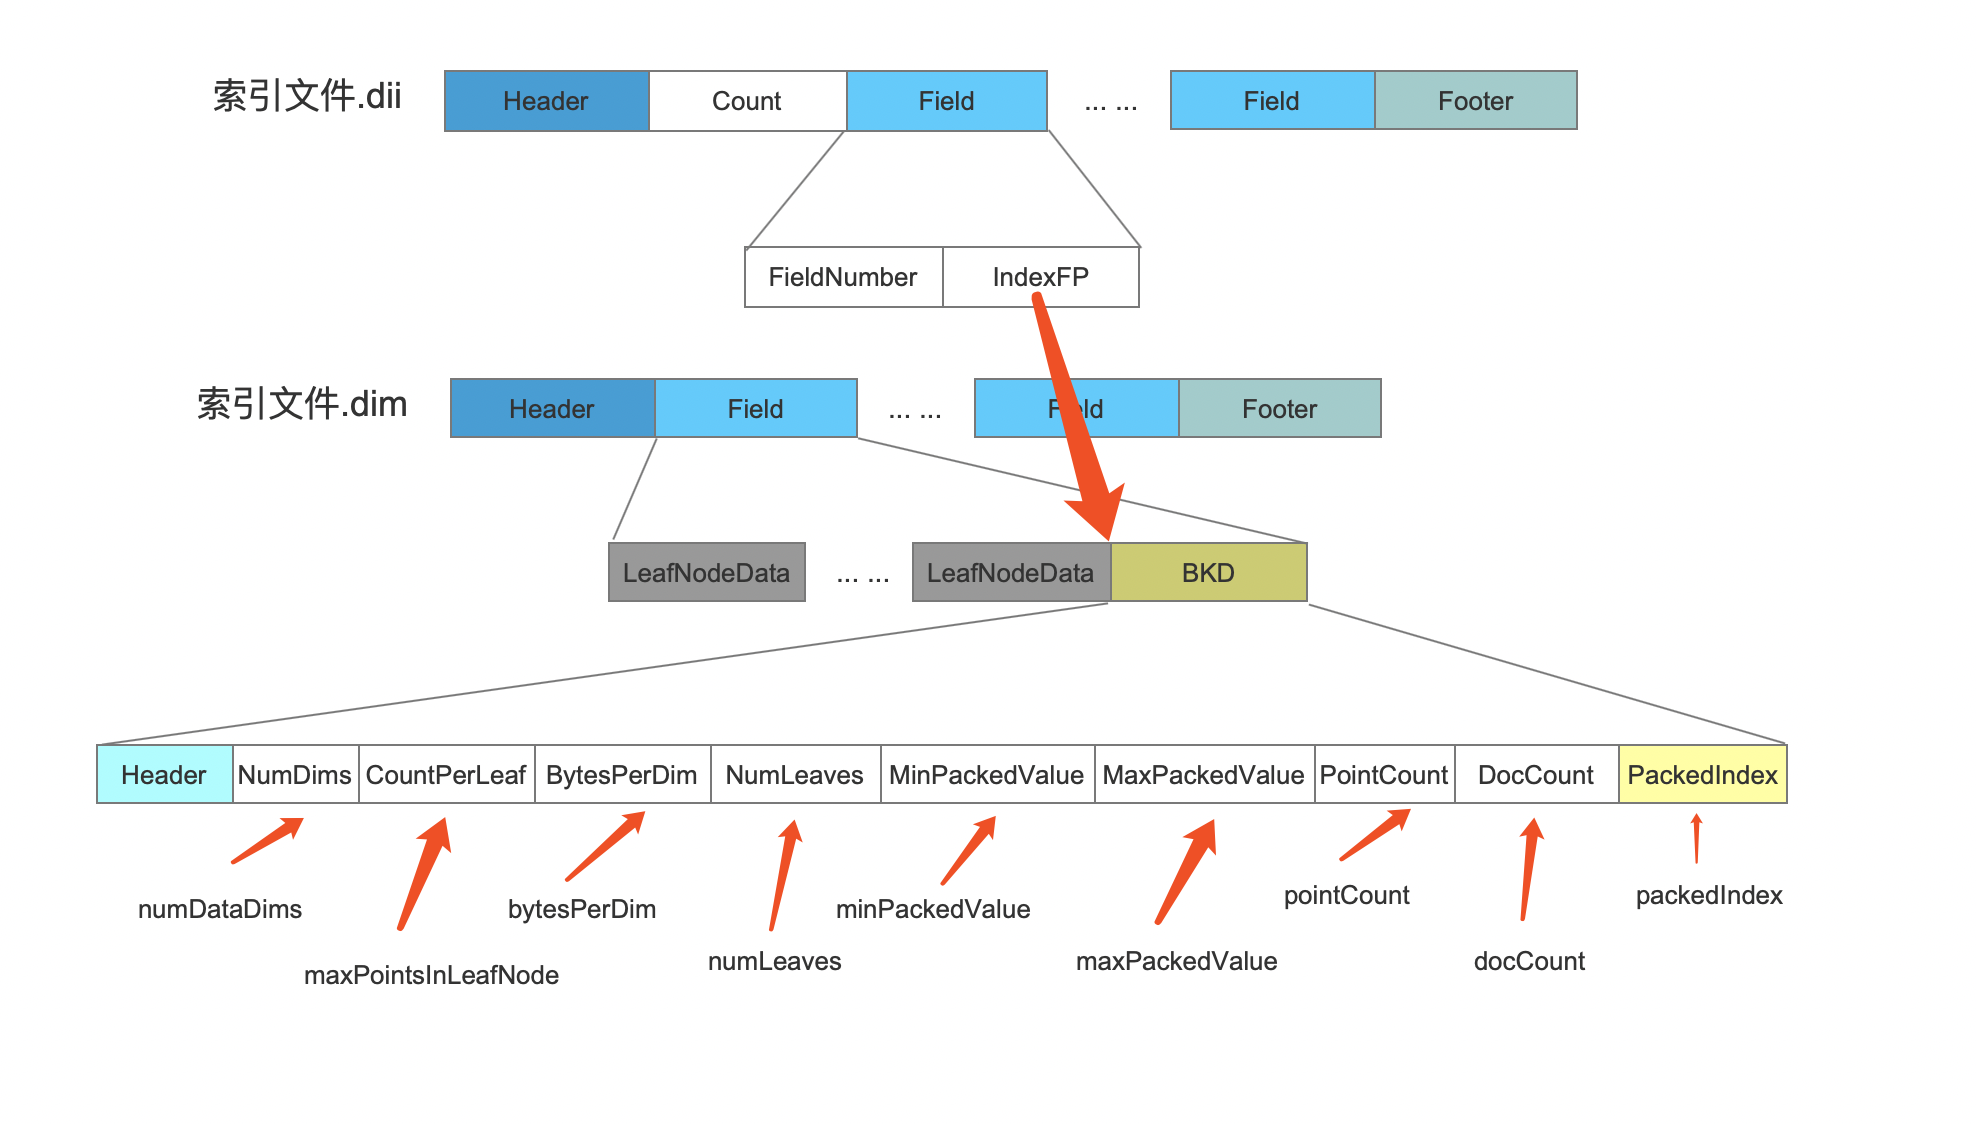 索引文件.dii Header Count Field ... ... Field Footer
FieldNumber IndexFP
索引文件.dim Header Field ... ... Field Footer
LeafNodeData ... ... LeafNodeData BKD
Header NumDims CountPerLeaf BytesPerDim NumLeaves MinPackedValue MaxPackedValue PointCount DocCount PackedIndex
numDataDims bytesPerDim minPackedValue pointCount packedIndex
maxPointsInLeafNode numLeaves maxPackedValue docCount